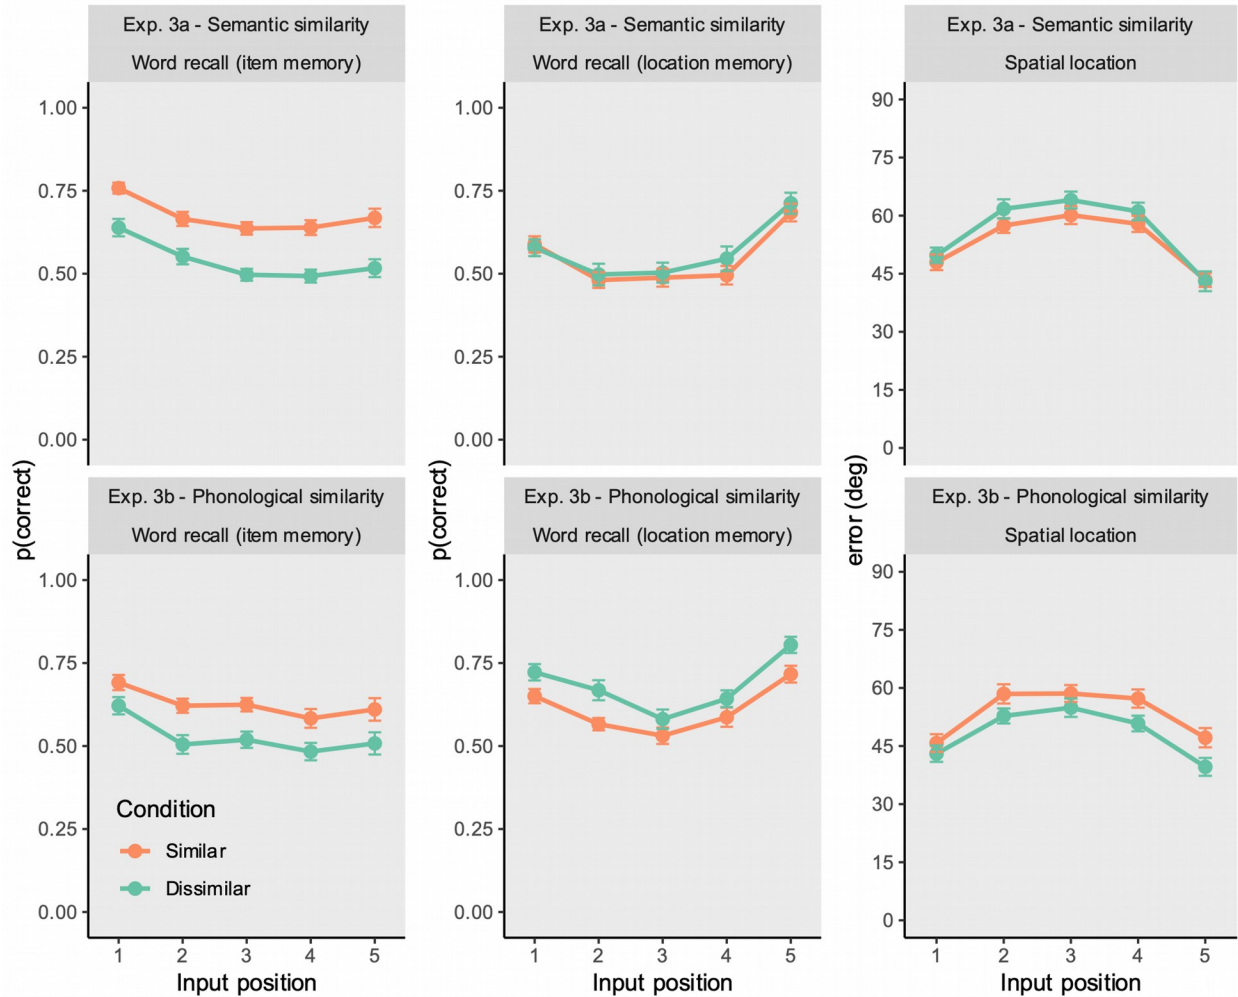 Exp. 3a - Semantic similarity
Word recall (item memory)
Exp. 3a - Semantic similarity
Word recall (location memory)
Exp. 3a - Semantic similarity
Spatial location
1.00
0.75
0.50
0.25
0.00
1.00
0.75
0.50
0.25
0.00
90
75
60
45
30
15
0
p(correct)
p(correct)
error (deg)
Exp. 3b - Phonological similarity
Word recall (item memory)
Exp. 3b - Phonological similarity
Word recall (location memory)
Exp. 3b - Phonological similarity
Spatial location
1.00
0.75
0.50
0.25
0.00
Condition
Similar
Dissimilar
1.00
0.75
0.50
0.25
0.00
90
75
60
45
30
15
0
1 2 3 4 5
1 2 3 4 5
1 2 3 4 5
Input position
Input position
Input position